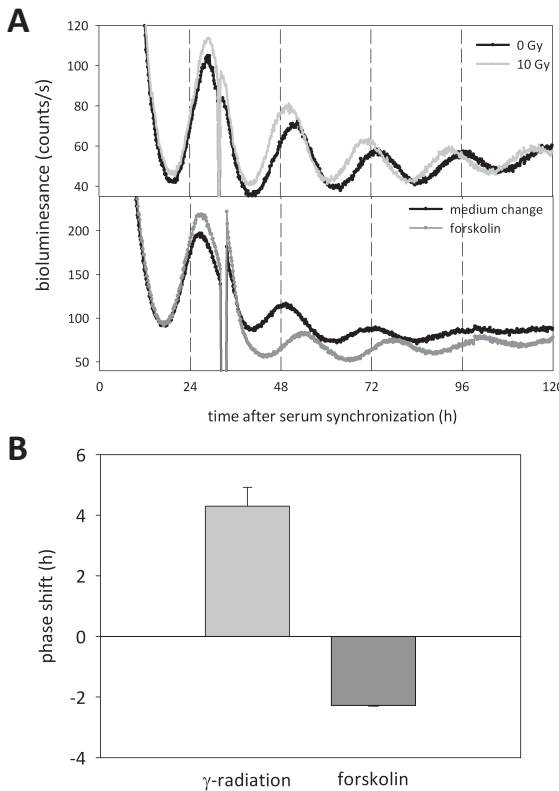 A
bioluminesance (counts/s)
120
100
80
60
40
0 Gy
10 Gy
200
150
100
50
medium change
forskolin
0 24 48 72 96 120
time after serum synchronization (h)
B
phase shift (h)
6
4
2
0
-2
-4
γ-radiation forskolin